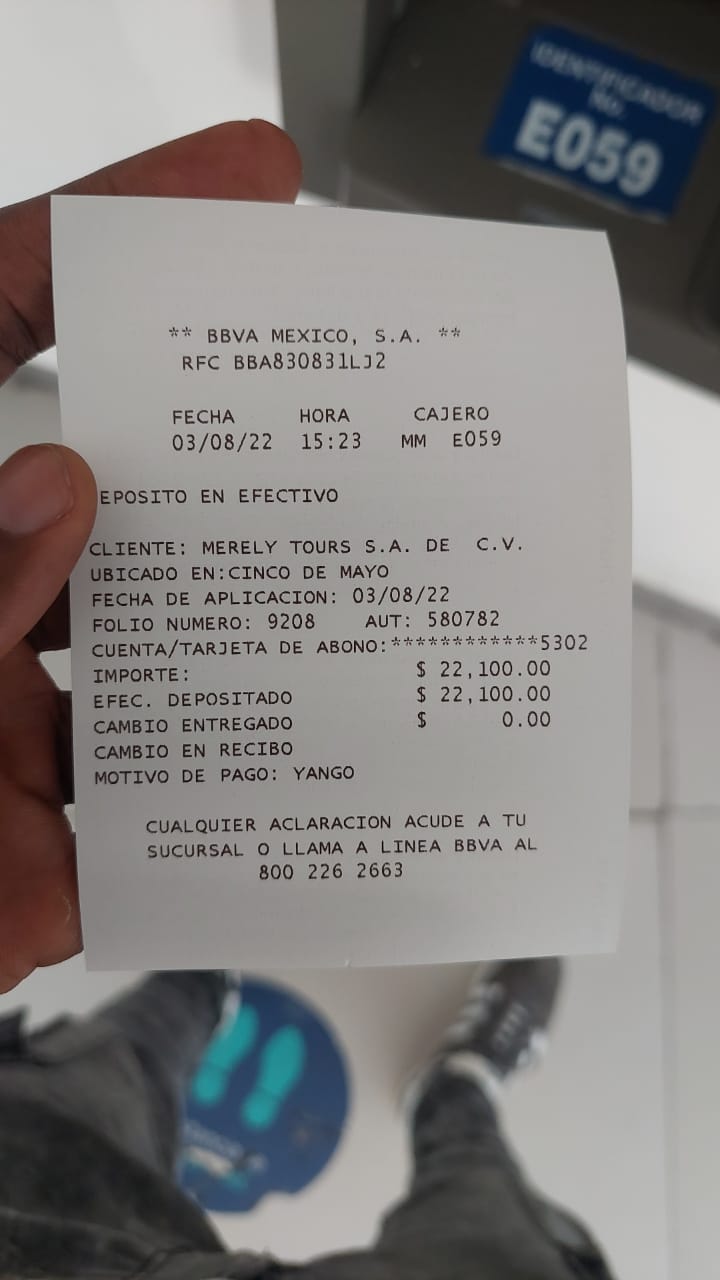 IDENTIFICADOR
No.
E059
** BBVA MEXICO, S.A. **
RFC BBA830831LJ2
FECHA HORA CAJERO
03/08/22 15:23 MM E059
EPOSITO EN EFECTIVO
CLIENTE: MERELY TOURS S.A. DE C.V.
UBICADO EN:CINCO DE MAYO
FECHA DE APLICACION: 03/08/22
FOLIO NUMERO: 9208 AUT: 580782
CUENTA/TARJETA DE ABONO:************5302
IMPORTE: $ 22,100.00
EFEC. DEPOSITADO $ 22,100.00
CAMBIO ENTREGADO $ 0.00
CAMBIO EN RECIBO
MOTIVO DE PAGO: YANGO
CUALQUIER ACLARACION ACUDE A TU
SUCURSAL O LLAMA A LINEA BBVA AL
800 226 2663